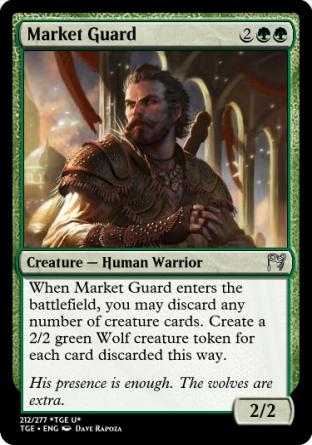 Market Guard 2
Creature — Human Warrior
When Market Guard enters the
battlefield, you may discard any
number of creature cards. Create a
2/2 green Wolf creature token for
each card discarded this way.
His presence is enough. The wolves are
extra.
2/2
212/277 *TGE U*
TGE • ENG Dave Rapoza